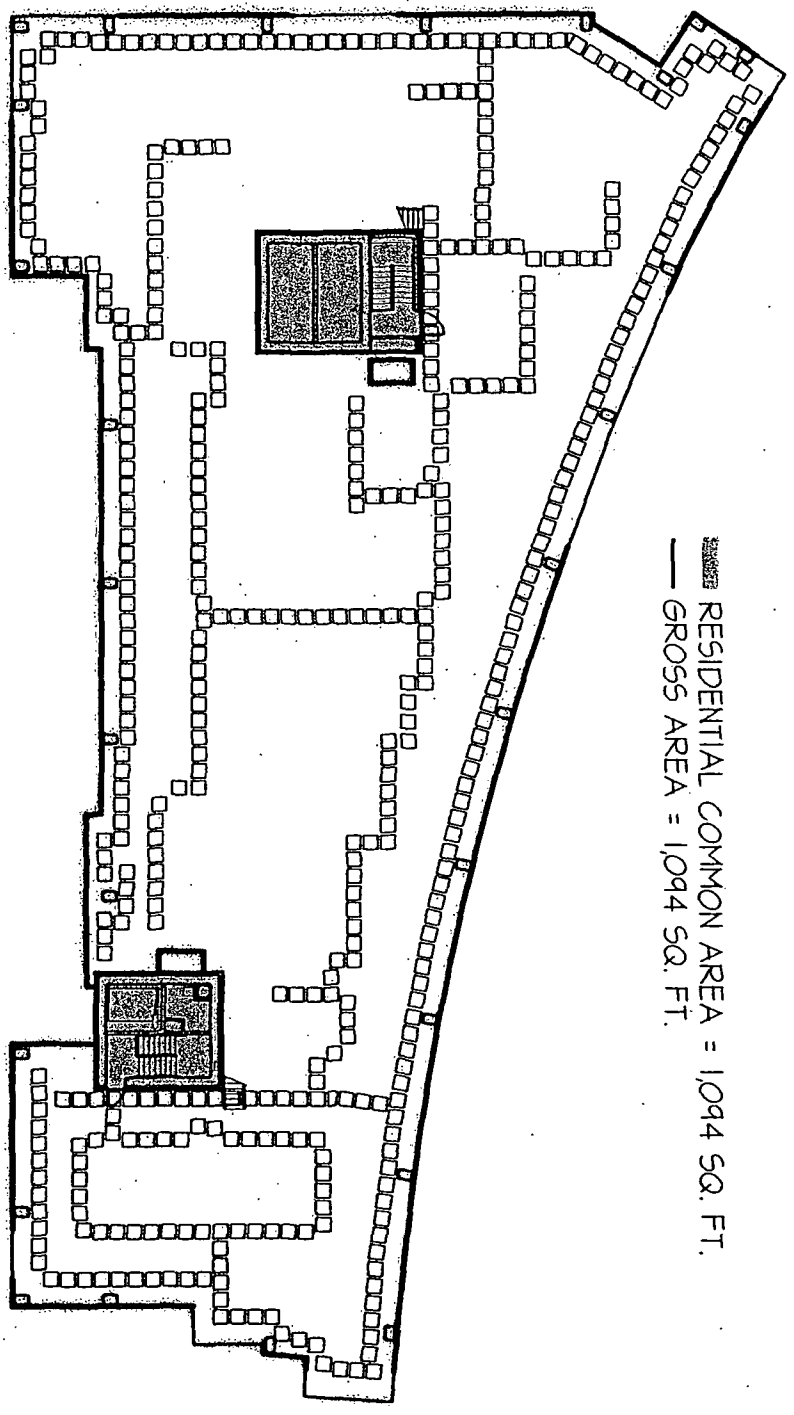 RESIDENTIAL COMMON AREA = 1,094 SQ. FT.
GROSS AREA = 1,094 SQ. FT.